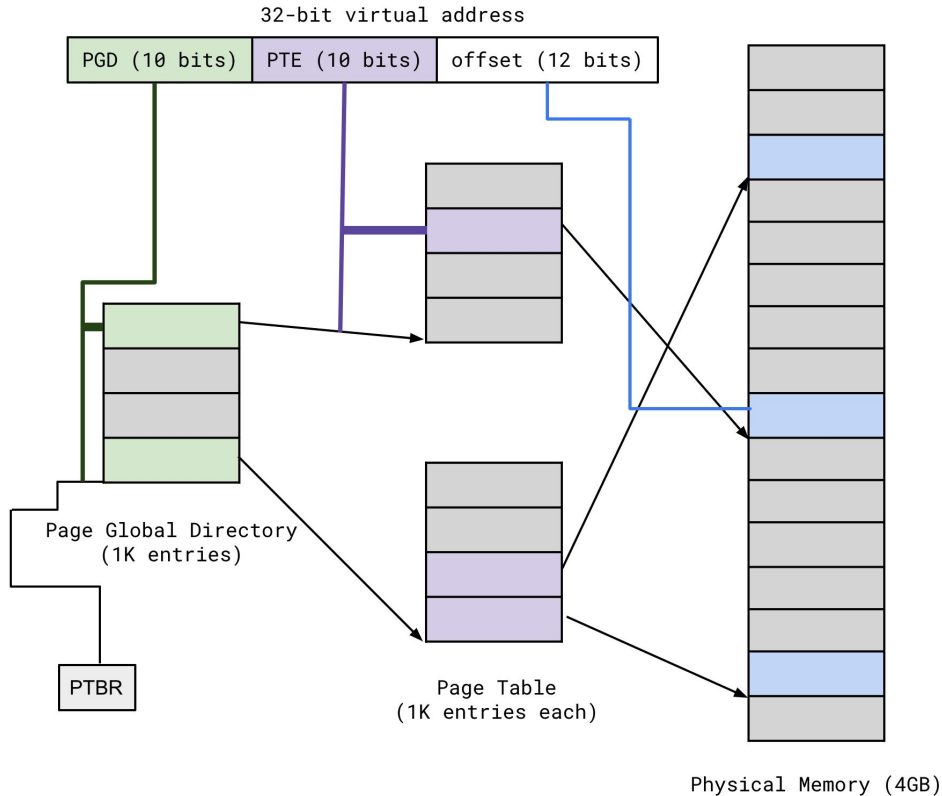 32-bit virtual address
PGD (10 bits) PTE (10 bits) offset (12 bits)
Page Global Directory
(1K entries)
PTBR
Page Table
(1K entries each)
Physical Memory (4GB)